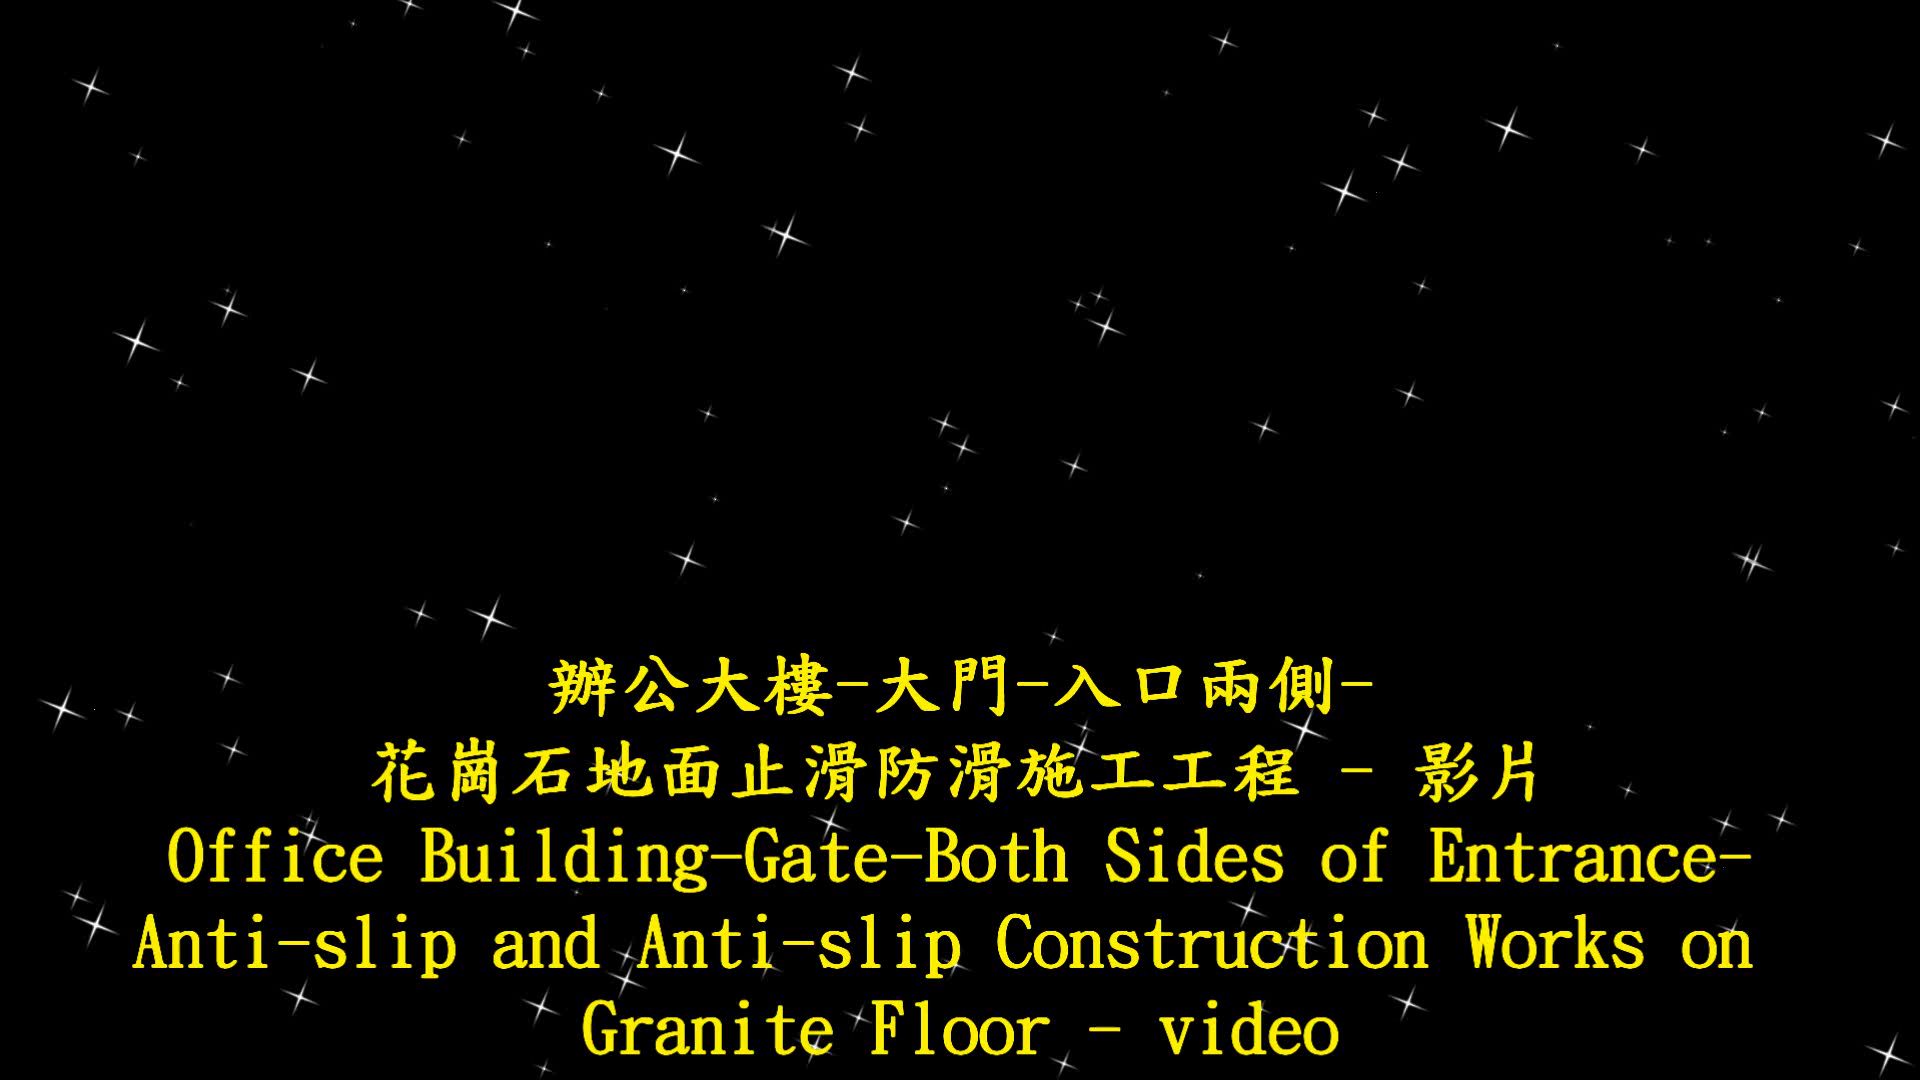 辦公大樓-大門-入口兩側-
花崗石地面止滑防滑施工工程 - 影片
Office Building-Gate-Both Sides of Entrance-
Anti-slip and Anti-slip Construction Works on
Granite Floor - video